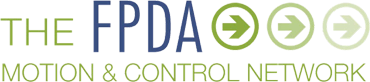 THE FPDA
MOTION & CONTROL NETWORK